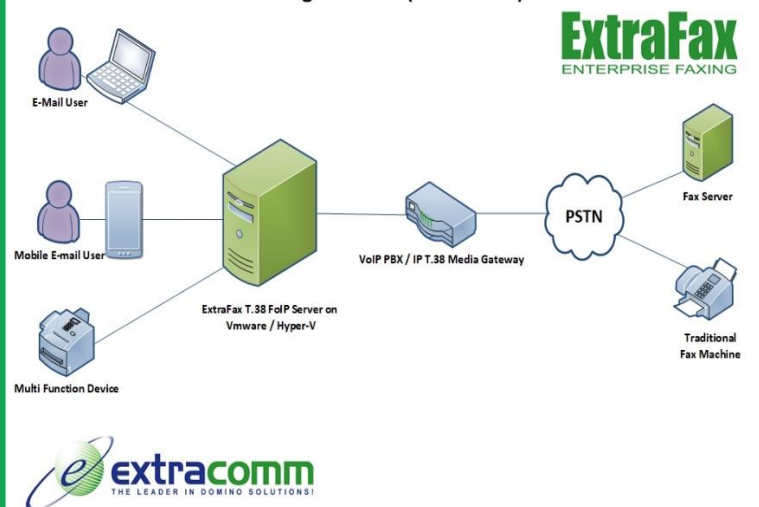 ExtraFax
ENTERPRISE FAXING
E-Mail User
Mobile E-mail User
Multi Function Device
ExtraFax T.38 FoIP Server on
Vmware / Hyper-V
VoIP PBX / IP T.38 Media Gateway
PSTN
Fax Server
Traditional
Fax Machine
e
extracomm
THE LEADER IN DOMINO SOLUTIONS!